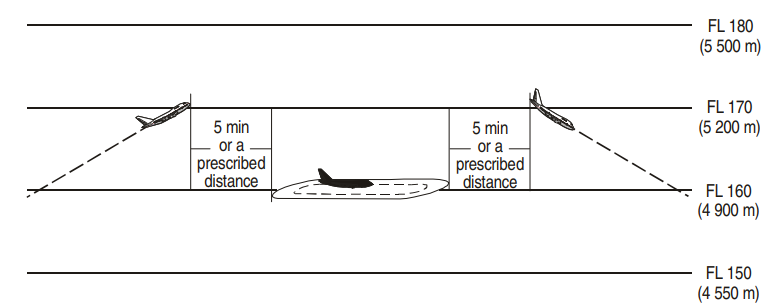 FL 180
(5 500 m)
FL 170
(5 200 m)
5 min
or a
prescribed
distance
5 min
or a
prescribed
distance
FL 160
(4 900 m)
FL 150
(4 550 m)